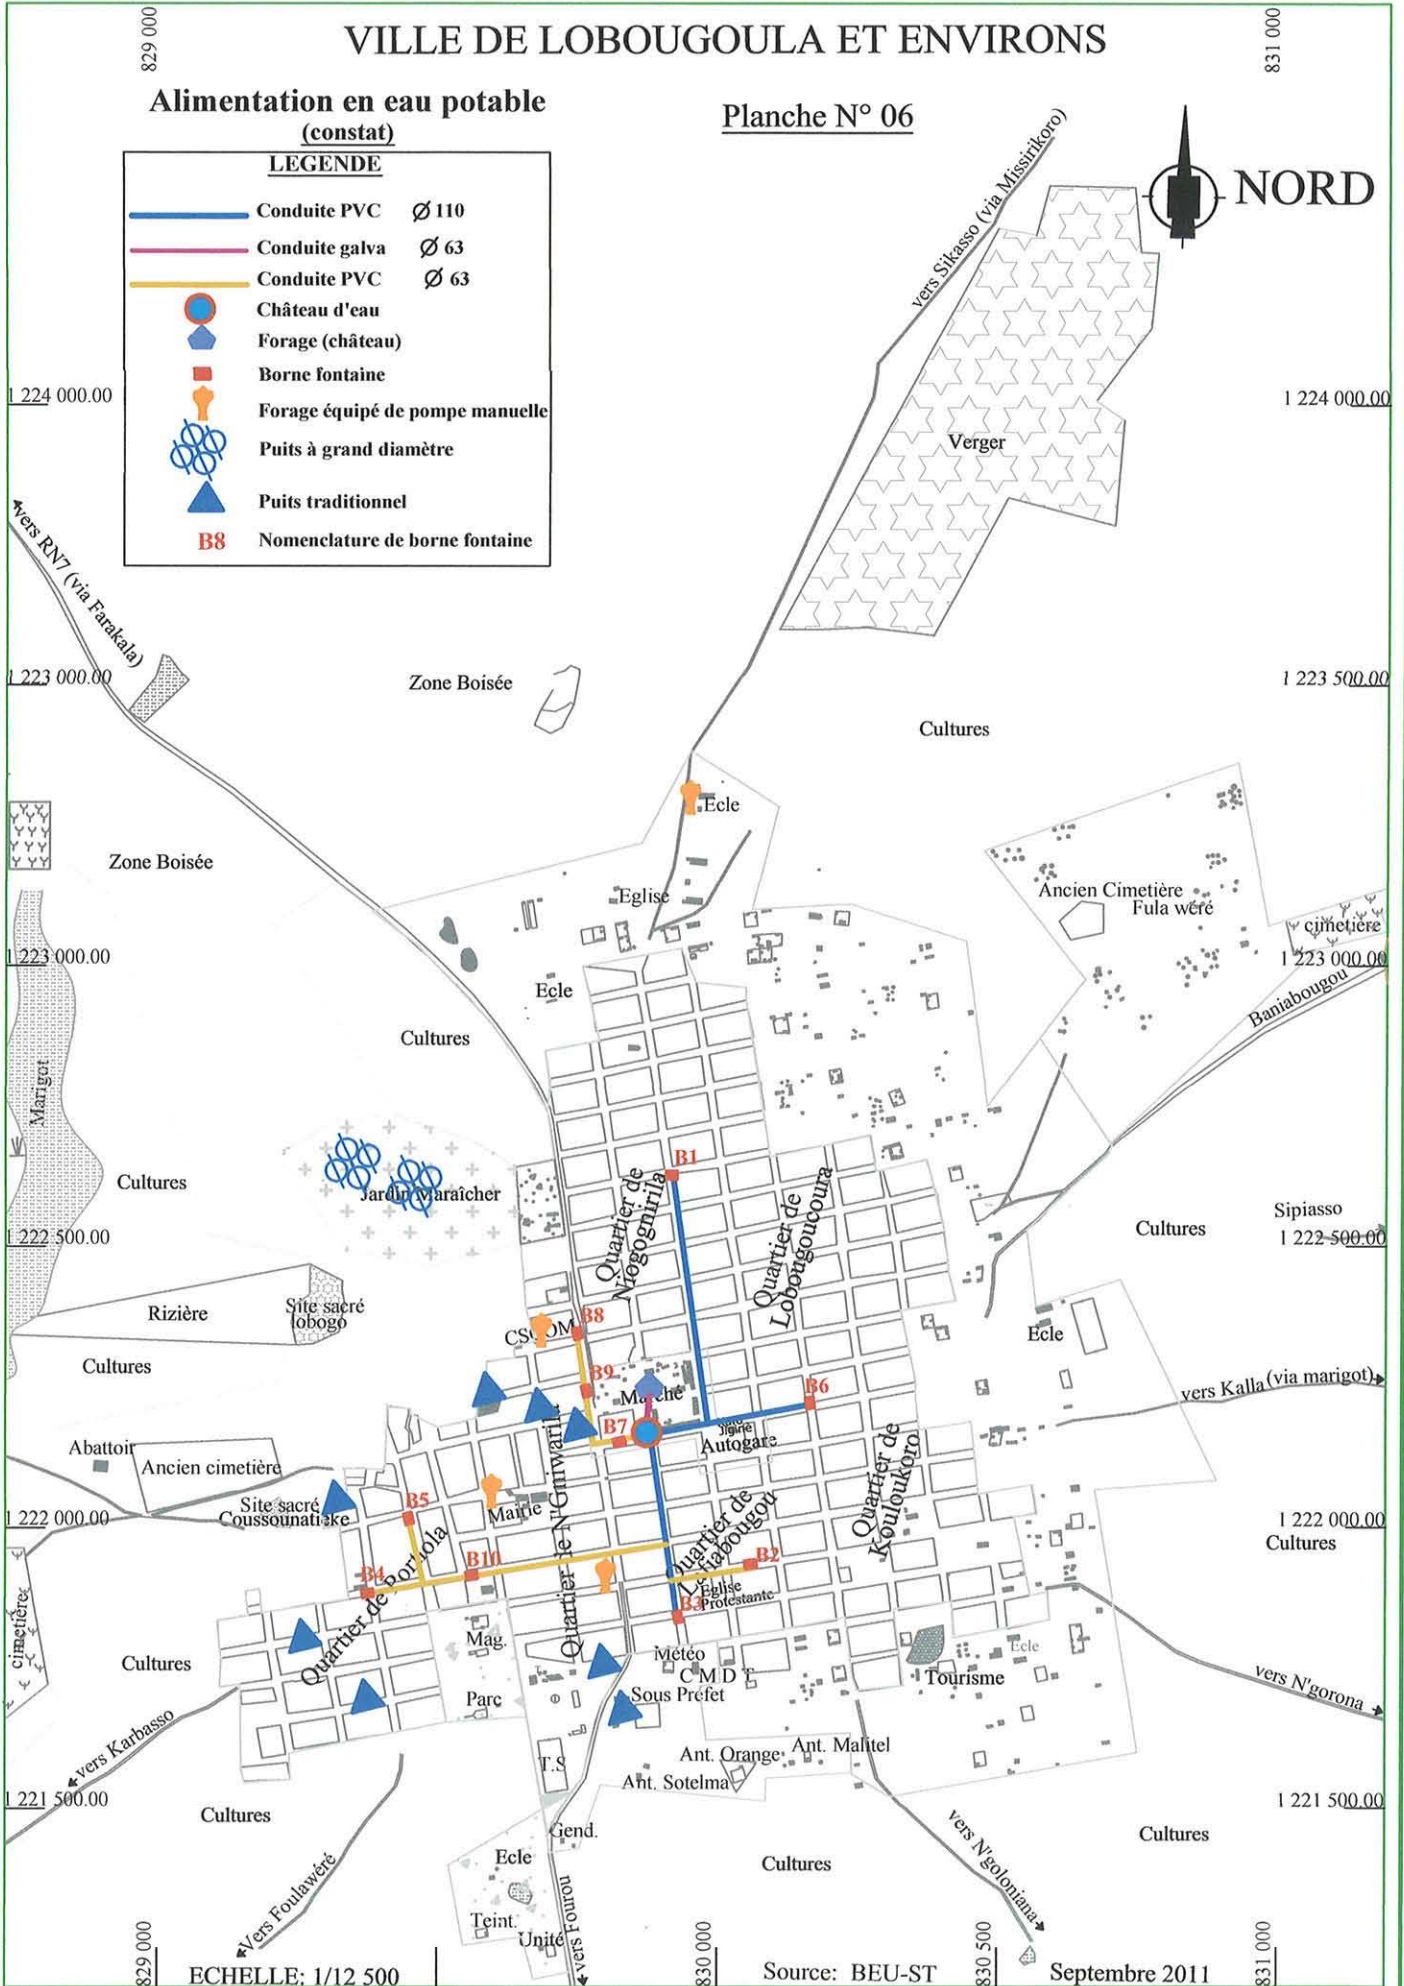 829 000
VILLE DE LOBOUGOULA ET ENVIRONS
831 000
Alimentation en eau potable
(constat)
Planche N° 06
LEGENDE
Conduite PVC Ø 110
Conduite galva Ø 63
Conduite PVC Ø 63
Château d'eau
Forage (château)
Borne fontaine
Forage équipé de pompe manuelle
Puits à grand diamètre
Puits traditionnel
B8 Nomenclature de borne fontaine
NORD
vers Sikasso (via Missirikoro)
1 224 000.00
1 224 000.00
Verger
vers RN7 (via Farakala)
1 223 000.00
Zone Boisée
1 223 500.00
Cultures
Ecle
Zone Boisée
Eglise
Ancien Cimetière
Fula wéré
cimetière
1 223 000.00
1 223 000.00
Ecle
Baniabougou
Cultures
Marigot
B1
Cultures
Jardin Maraîcher
Quartier de
Niogognirila
Quartier de
Lobougoucoura
Cultures
Sipiasso
1 222 500.00
1 222 500.00
Rizière
Site sacré
lobogo
CSCOM
B8
Ecle
Cultures
B9
Marché
B6
vers Kalla (via marigot)
B7
Jigine
Autogare
Abattoir
Ancien cimetière
Quartier de N'Gniwarila
Quartier de
Kouloukoro
Site sacré
Coussounatieke
B5
Mairie
1 222 000.00
1 222 000.00
Quartier de
Lafiabougou
Cultures
B4
B10
B2
Eglise
Protestante
B3
Quartier de Porhola
cimetière
Mag.
Météo
C M D T
Ecle
Cultures
Tourisme
vers N'gorona
Parc
Sous Préfet
vers Karbasso
T.S
Ant. Orange
Ant. Malitel
Ant. Sotelma
1 221 500.00
1 221 500.00
Cultures
Gend.
vers N'goloniana
Cultures
Ecle
Cultures
Vers Foulawéré
Teint.
Unité
vers Fourou
829 000
ECHELLE: 1/12 500
830 000
Source: BEU-ST
830 500
Septembre 2011
831 000